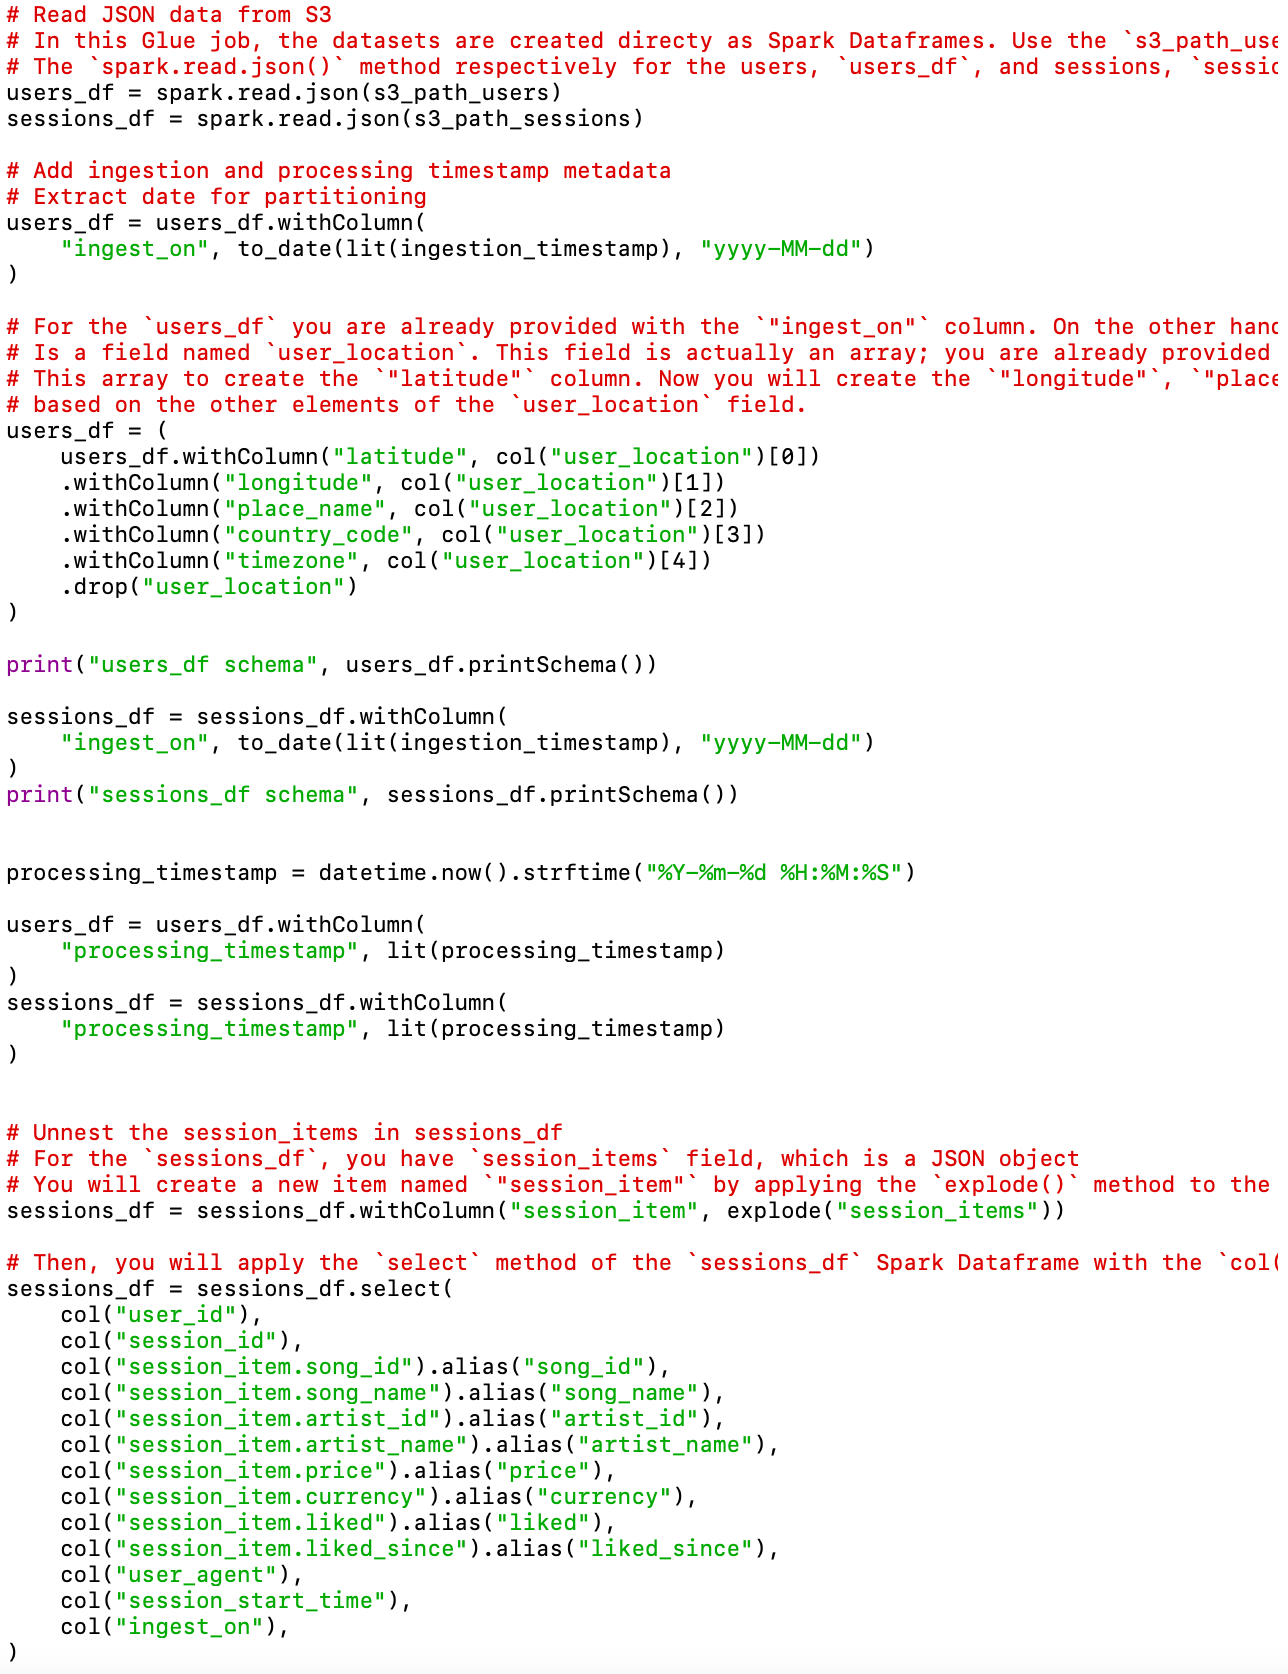 # Read JSON data from S3
# In this Glue job, the datasets are created directy as Spark Dataframes. Use the `s3_path_use
# The `spark.read.json()` method respectively for the users, `users_df`, and sessions, `sessio
users_df = spark.read.json(s3_path_users)
sessions_df = spark.read.json(s3_path_sessions)
# Add ingestion and processing timestamp metadata
# Extract date for partitioning
users_df = users_df.withColumn(
    "ingest_on", to_date(lit(ingestion_timestamp), "yyyy-MM-dd")
)
# For the `users_df` you are already provided with the `"ingest_on"` column. On the other hand
# Is a field named `user_location`. This field is actually an array; you are already provided
# This array to create the `"latitude"` column. Now you will create the `"longitude"`, `"place
# based on the other elements of the `user_location` field.
users_df = (
    users_df.withColumn("latitude", col("user_location")[0])
    .withColumn("longitude", col("user_location")[1])
    .withColumn("place_name", col("user_location")[2])
    .withColumn("country_code", col("user_location")[3])
    .withColumn("timezone", col("user_location")[4])
    .drop("user_location")
)
print("users_df schema", users_df.printSchema())
sessions_df = sessions_df.withColumn(
    "ingest_on", to_date(lit(ingestion_timestamp), "yyyy-MM-dd")
)
print("sessions_df schema", sessions_df.printSchema())
processing_timestamp = datetime.now().strftime("%Y-%m-%d %H:%M:%S")
users_df = users_df.withColumn(
    "processing_timestamp", lit(processing_timestamp)
)
sessions_df = sessions_df.withColumn(
    "processing_timestamp", lit(processing_timestamp)
)
# Unnest the session_items in sessions_df
# For the `sessions_df`, you have `session_items` field, which is a JSON object
# You will create a new item named `"session_item"` by applying the `explode()` method to the
sessions_df = sessions_df.withColumn("session_item", explode("session_items"))
# Then, you will apply the `select` method of the `sessions_df` Spark Dataframe with the `col(
sessions_df = sessions_df.select(
    col("user_id"),
    col("session_id"),
    col("session_item.song_id").alias("song_id"),
    col("session_item.song_name").alias("song_name"),
    col("session_item.artist_id").alias("artist_id"),
    col("session_item.artist_name").alias("artist_name"),
    col("session_item.price").alias("price"),
    col("session_item.currency").alias("currency"),
    col("session_item.liked").alias("liked"),
    col("session_item.liked_since").alias("liked_since"),
    col("user_agent"),
    col("session_start_time"),
    col("ingest_on"),
)